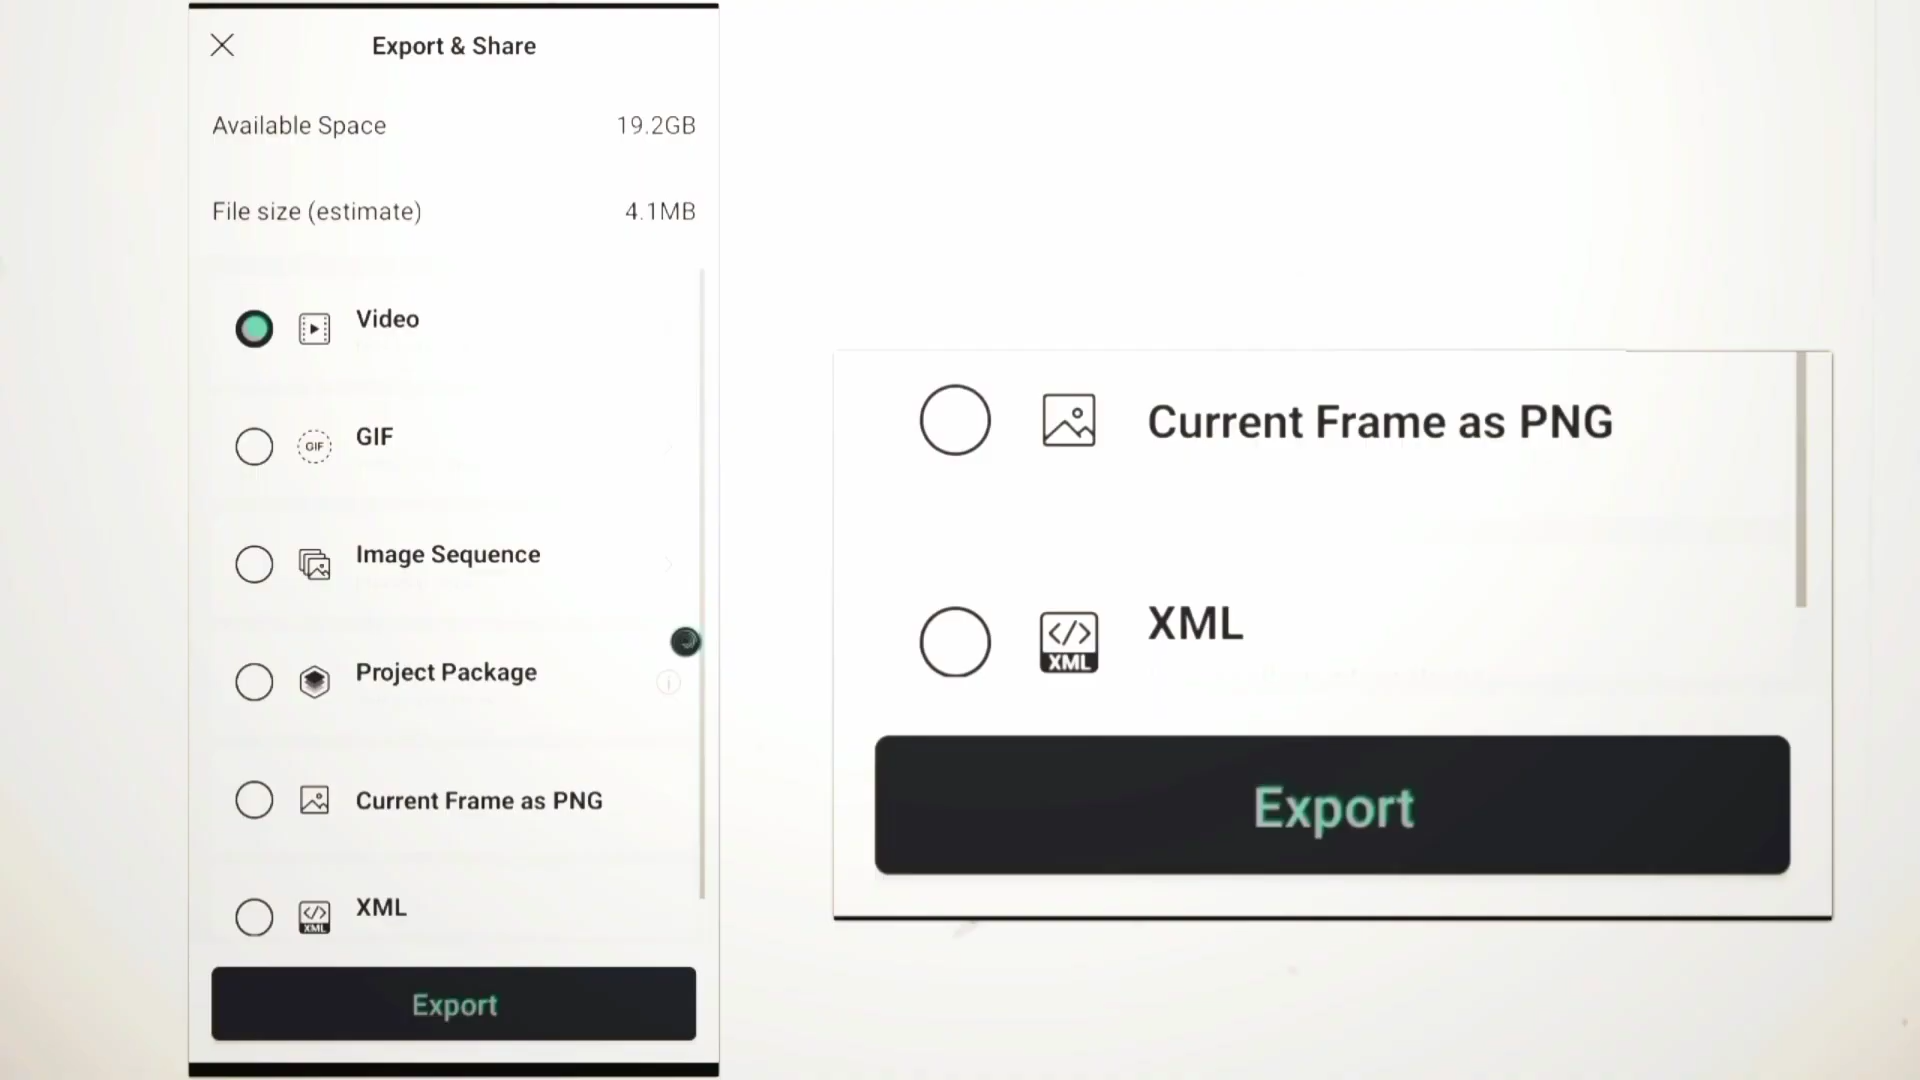 Export & Share
Available Space 19.2GB
File size (estimate) 4.1MB
Video
GIF
GIF
Image Sequence
Project Package
Current Frame as PNG
XML
XML
Export
Current Frame as PNG
XML
XML
Export